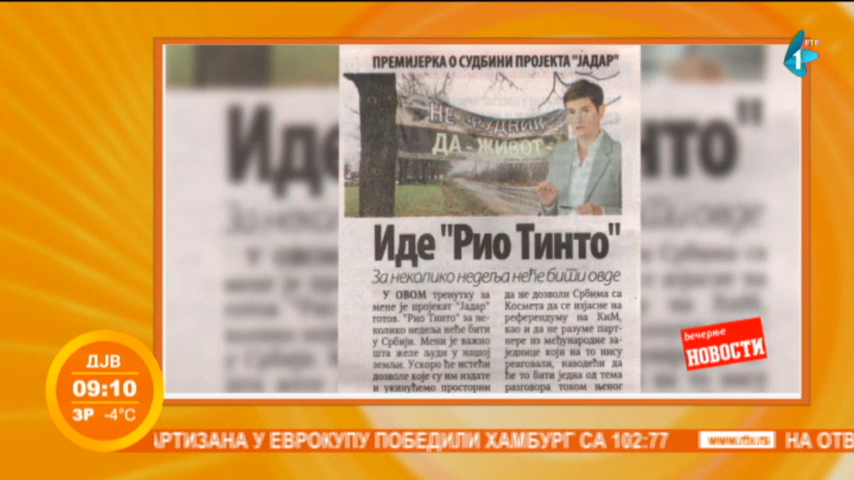 РТВ
1
ПРЕМИЈЕРКА О СУДБИНИ ПРОЈЕКТА "ЈАДАР"
НЕ РУДНИК
ДА - ЖИВОТ -
Иде "Рио Тинто"
За неколико недеља неће бити овде
У ОВОМ тренутку за
мене је пројекат "Јадар"
готов. "Рио Тинто" за не-
колико недеља неће бити
у Србији. Мени је важно
шта желе људи у нашој
земљи. Ускоро ће истећи
дозволе које су им издате
и укинућемо просторни
да не дозволи Србима са
Космета да се изјасне на
референдуму на КиМ,
као и да не разуме парт-
нере из међународне за-
једнице који на то нису
реаговали, наводећи да
ће то бити једна од тема
разговора током њеног
вечерње
НОВОСТИ
ДЈВ
09:10
ЗР -4°C
АРТИЗАНА У ЕВРОКУПУ ПОБЕДИЛИ ХАМБУРГ СА 102:77
НА ОТВ